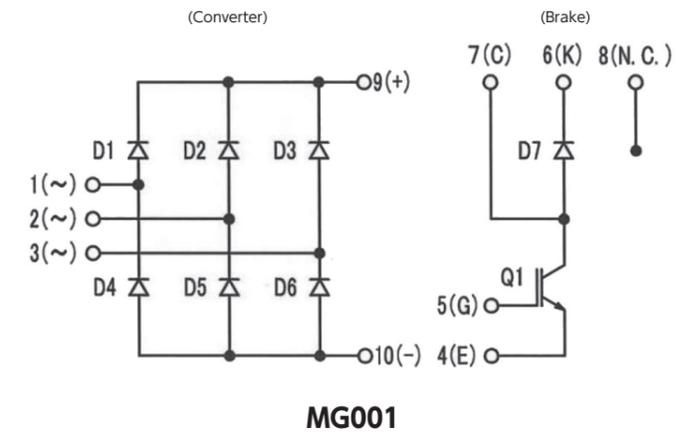 (Converter)
(Brake)
7(C) 6(K) 8(N.C.)
9(+)
D1 D2 D3
D7
1(~)
2(~)
3(~)
D4 D5 D6
Q1
5(G)
10(-)
4(E)
MG001